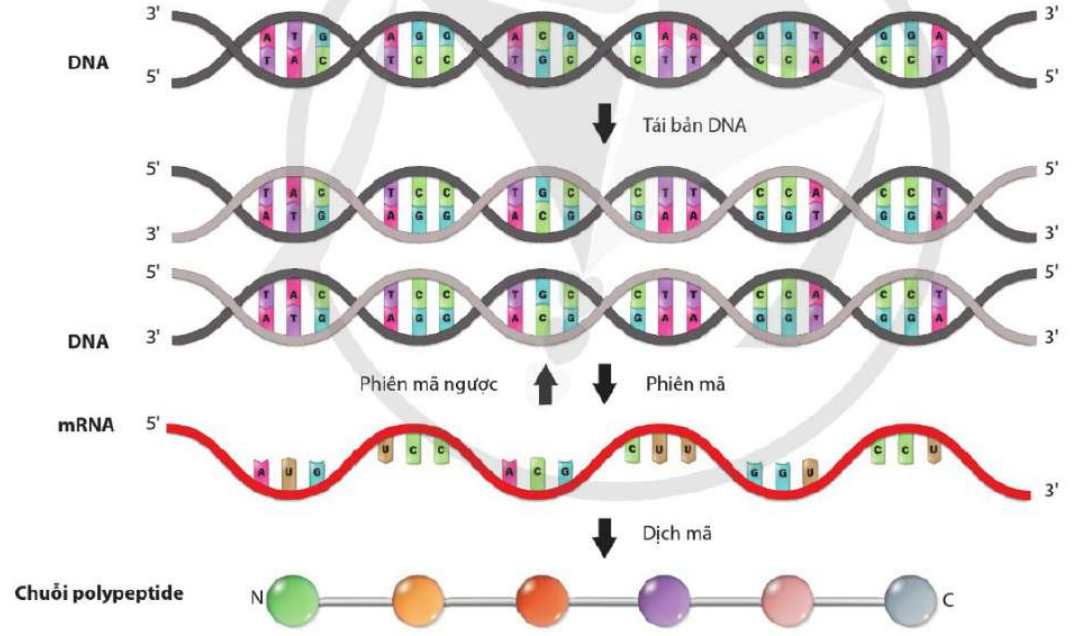 3' A T G A G G A C G G A A G G T G G A 3'
DNA
5' T A C T C C T G C C T T C C A C C T 5'
Tái bản DNA
5' T A G T C C T G C C T T C C A C C T 5'
3' A T G A G G A C G G A A G G T G G A 3'
5' T A C T C C T G C C T T C C A C C T 5'
3' A T G A G G A C G G A A G G T G G A 3'
DNA
Phiên mã ngược
Phiên mã
mRNA
5' A U G U C C A C G C U U G G U C C U 3'
Dịch mã
Chuỗi polypeptide
N C